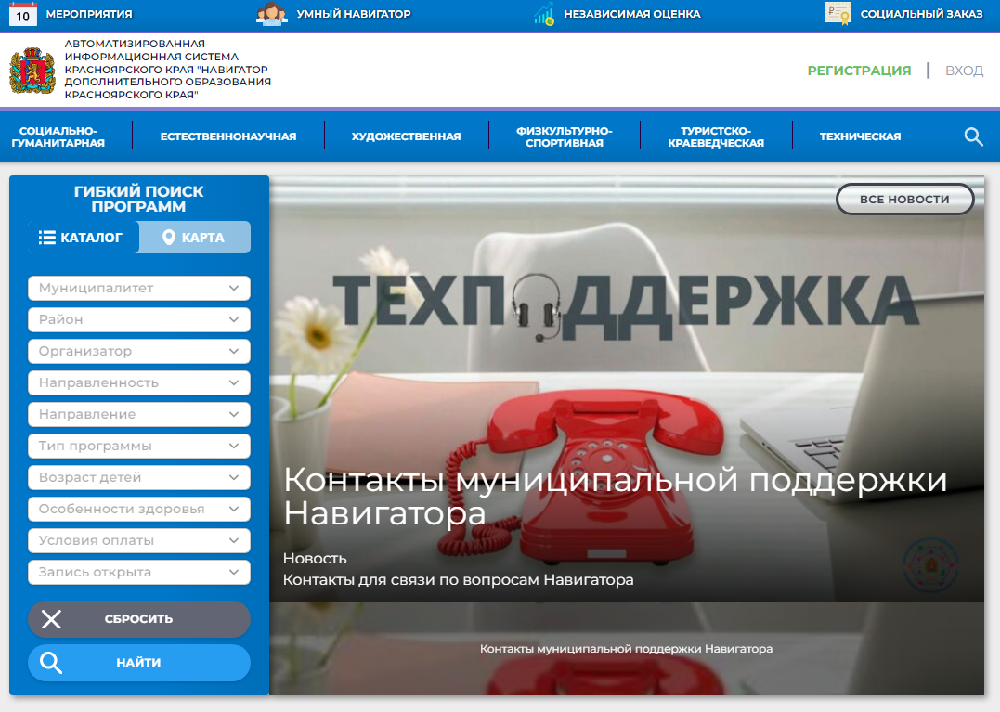 10
МЕРОПРИЯТИЯ
УМНЫЙ НАВИГАТОР
НЕЗАВИСИМАЯ ОЦЕНКА
СОЦИАЛЬНЫЙ ЗАКАЗ
АВТОМАТИЗИРОВАННАЯ
ИНФОРМАЦИОННАЯ СИСТЕМА
КРАСНОЯРСКОГО КРАЯ "НАВИГАТОР
ДОПОЛНИТЕЛЬНОГО ОБРАЗОВАНИЯ
КРАСНОЯРСКОГО КРАЯ"
РЕГИСТРАЦИЯ | ВХОД
СОЦИАЛЬНО-
ГУМАНИТАРНАЯ
ЕСТЕСТВЕННОНАУЧНАЯ
ХУДОЖЕСТВЕННАЯ
ФИЗКУЛЬТУРНО-
СПОРТИВНАЯ
ТУРИСТСКО-
КРАЕВЕДЧЕСКАЯ
ТЕХНИЧЕСКАЯ
ГИБКИЙ ПОИСК
ПРОГРАММ
КАТАЛОГ
КАРТА
Муниципалитет
Район
Организатор
Направленность
Направление
Тип программы
Возраст детей
Особенности здоровья
Условия оплаты
Запись открыта
СБРОСИТЬ
НАЙТИ
ВСЕ НОВОСТИ
ТЕХПОДДЕРЖКА
Контакты муниципальной поддержки
Навигатора
Новость
Контакты для связи по вопросам Навигатора
Контакты муниципальной поддержки Навигатора